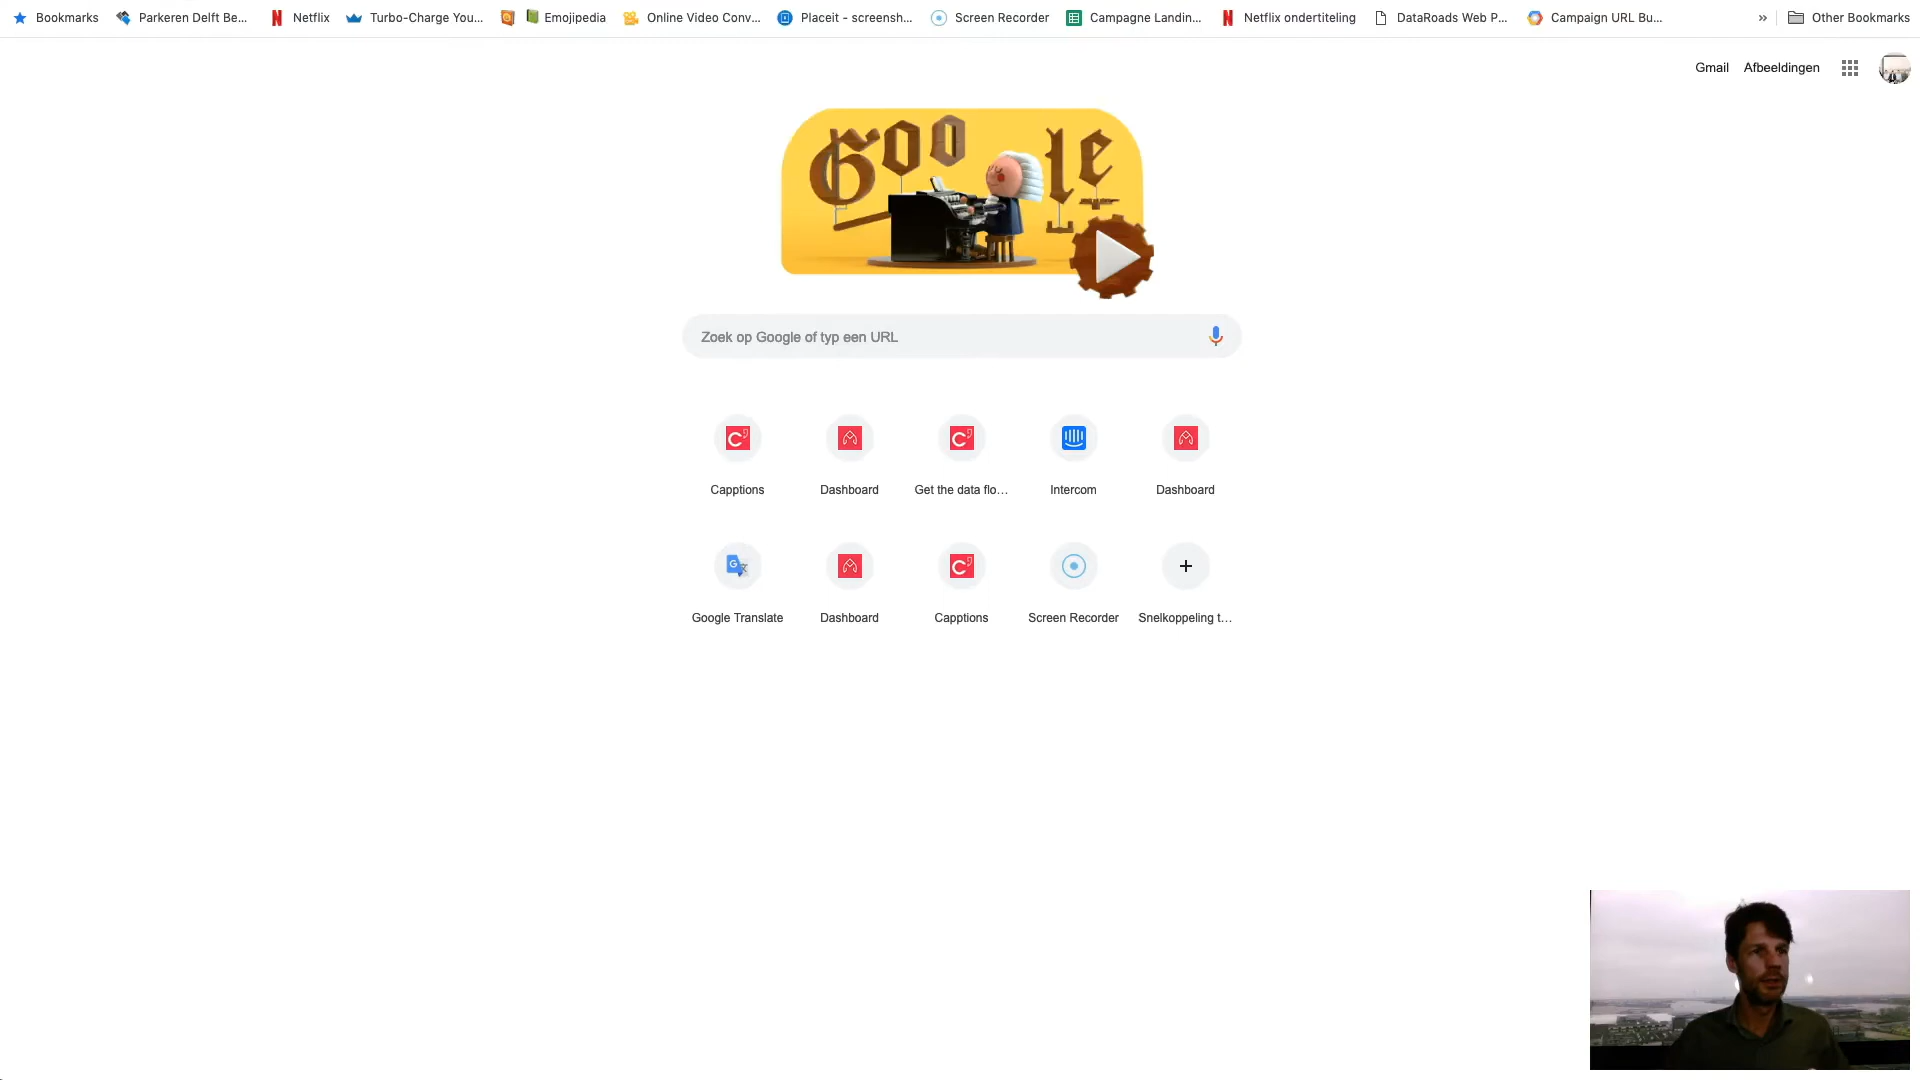 Bookmarks Parkeren Delft Be... Netflix Turbo-Charge You... Emojipedia Online Video Conv... Placeit - screensh... Screen Recorder Campagne Landin... Netflix ondertiteling DataRoads Web P... Campaign URL Bu... » Other Bookmarks
Gmail Afbeeldingen
Google
Zoek op Google of typ een URL
Capptions Dashboard Get the data flo... Intercom Dashboard
Google Translate Dashboard Capptions Screen Recorder Snelkoppeling t...